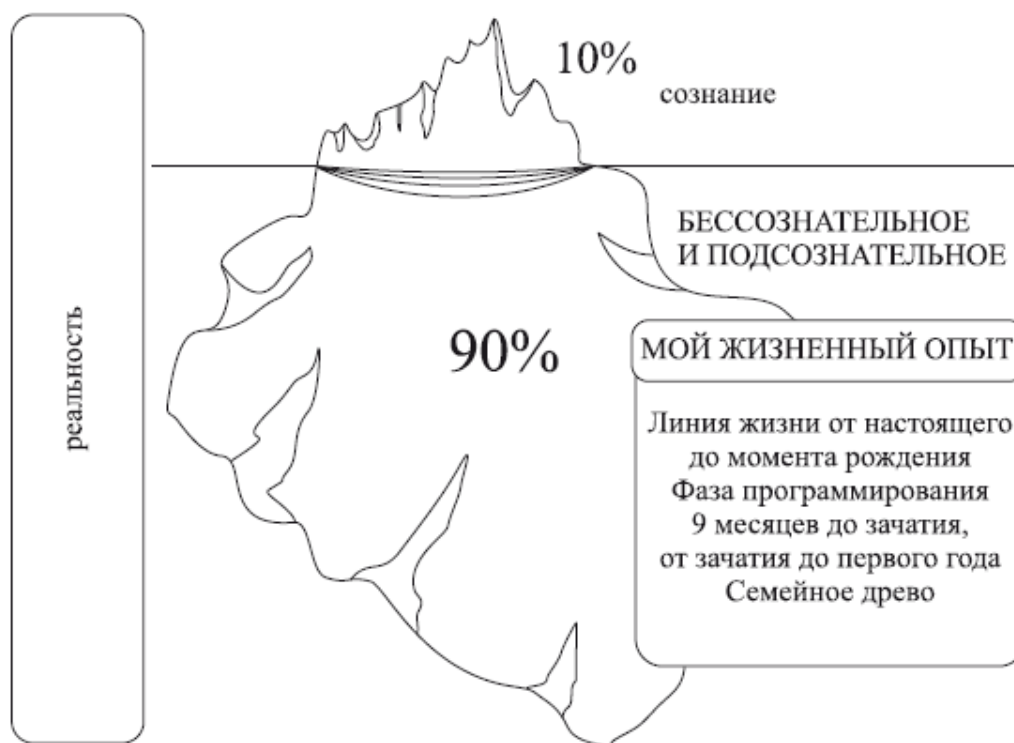 10%
сознание
реальность
БЕССОЗНАТЕЛЬНОЕ
И ПОДСОЗНАТЕЛЬНОЕ
90%
МОЙ ЖИЗНЕННЫЙ ОПЫТ
Линия жизни от настоящего
до момента рождения
Фаза программирования
9 месяцев до зачатия,
от зачатия до первого года
Семейное древо